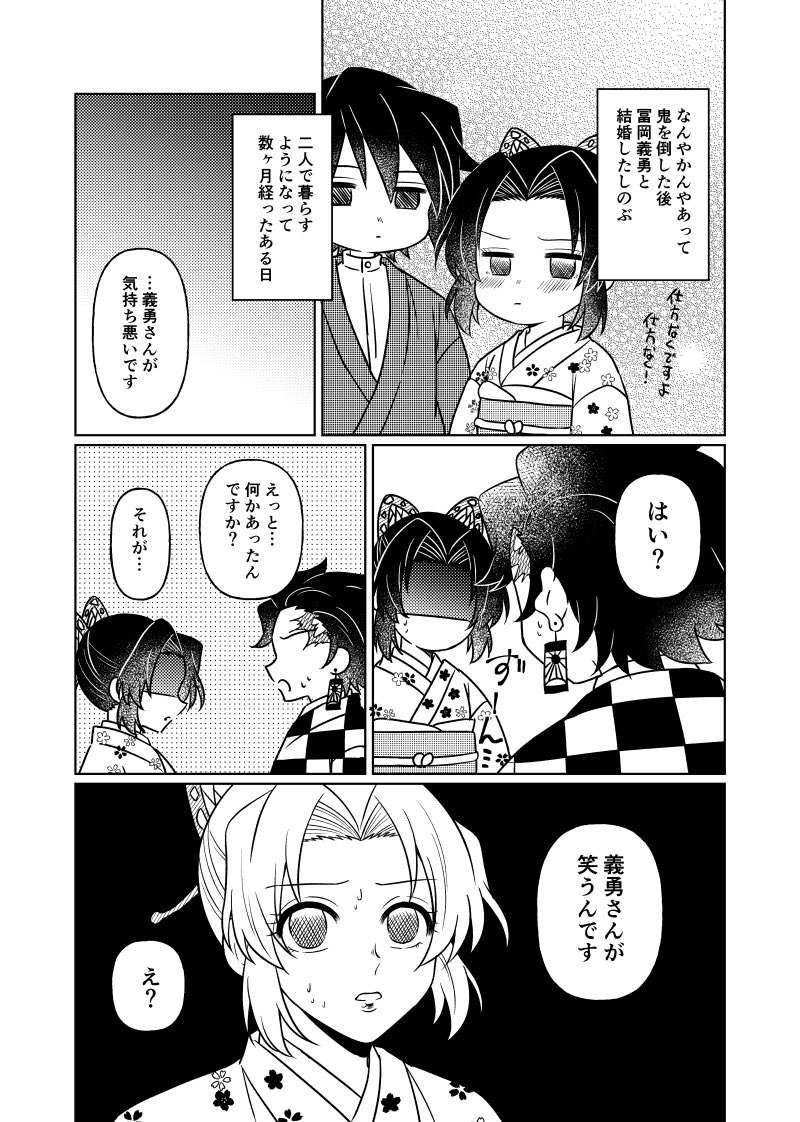 なんやかんやあって
鬼を倒した後
冨岡義勇と
結婚したしのぶ
仕方なくですよ
仕方なく！
二人で暮らす
ようになって
数ヶ月経ったある日
…義勇さんが
気持ち悪いです
はい？
ずーん…
えっと…
何かあったん
ですか？
それが…
義勇さんが
笑うんです
え？